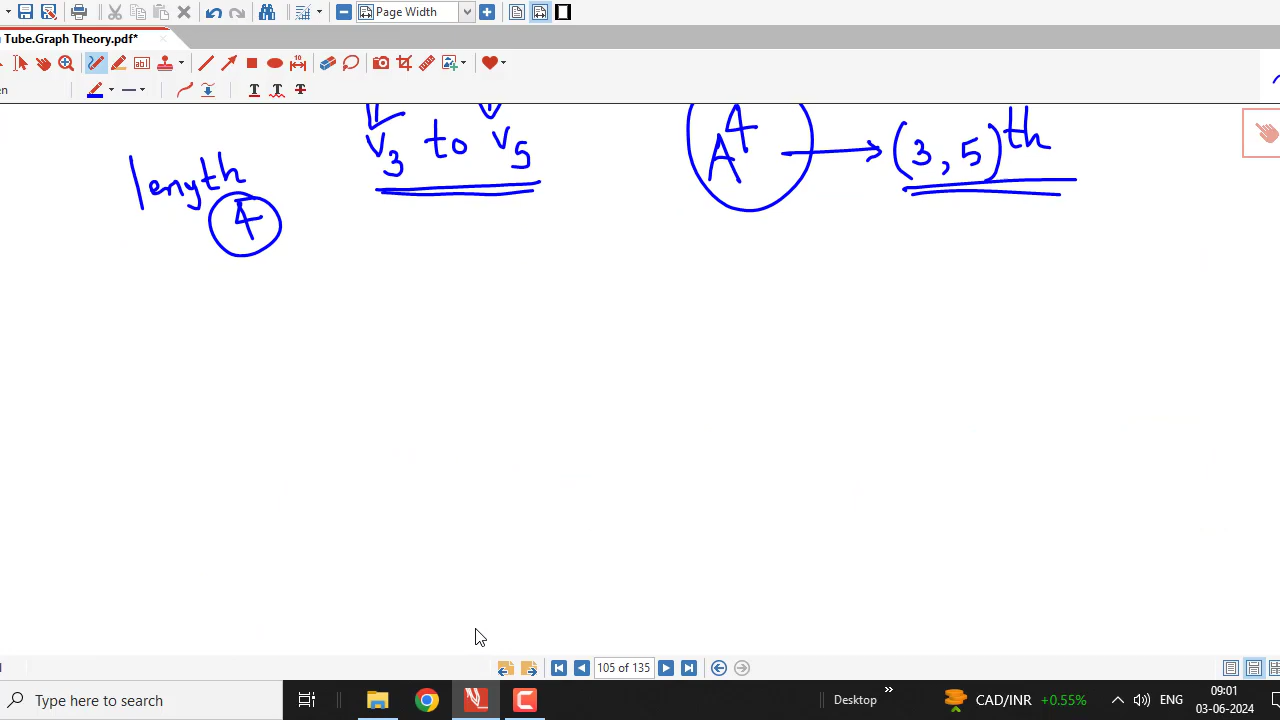 Page Width
Tube.Graph Theory.pdf*
v3 to v5
A^4 → (3, 5)th
length
4
105 of 135
Type here to search
Desktop
»
CAD/INR +0.55%
ENG
09:01
03-06-2024